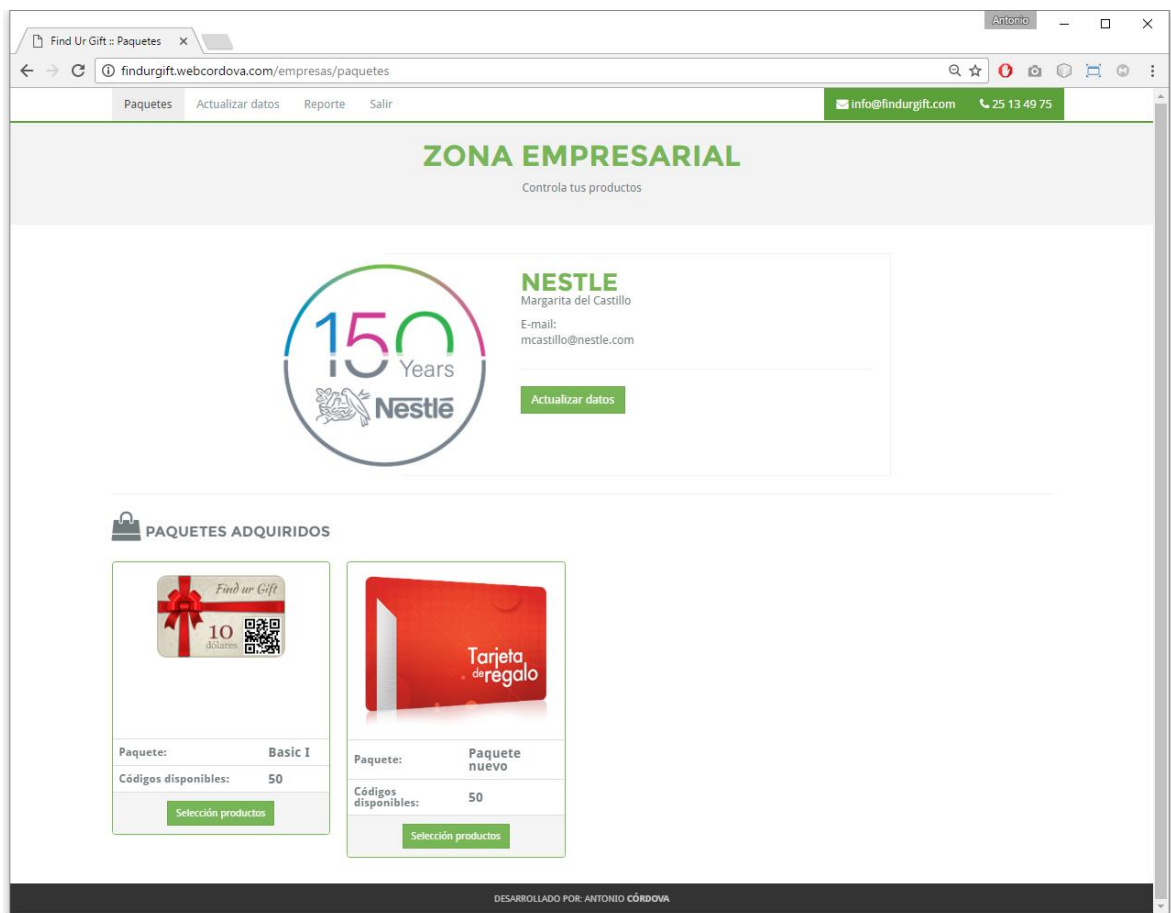 Antonio
Find Ur Gift :: Paquetes
findurgift.webcordova.com/empresas/paquetes
Paquetes Actualizar datos Reporte Salir info@findurgift.com 25 13 49 75
ZONA EMPRESARIAL
Controla tus productos
150
Years
Nestlē
NESTLE
Margarita del Castillo
E-mail:
mcastillo@nestle.com
Actualizar datos
PAQUETES ADQUIRIDOS
Find ur Gift
10
dólares
Paquete: Basic I
Códigos disponibles: 50
Selección productos
Tarjeta
de regalo
Paquete: Paquete
nuevo
Códigos
disponibles: 50
Selección productos
DESARROLLADO POR: ANTONIO CÓRDOVA